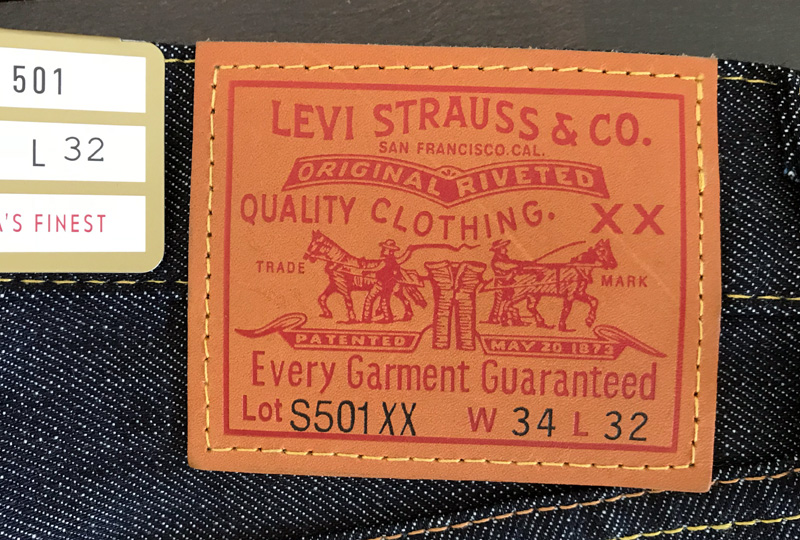 501
L 32
A'S FINEST
LEVI STRAUSS & CO.
SAN FRANCISCO. CAL.
ORIGINAL RIVETED
QUALITY CLOTHING. XX
TRADE MARK
PATENTED MAY 20 1873
Every Garment Guaranteed
Lot S501XX W 34 L 32